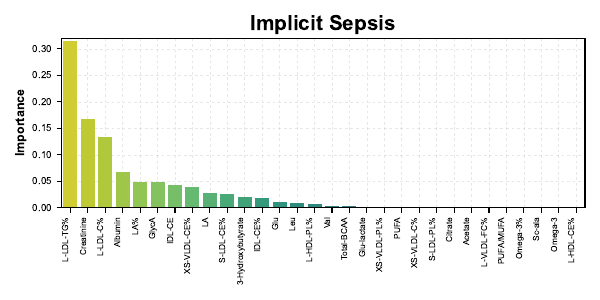 Implicit Sepsis
Importance
0.30
0.25
0.20
0.15
0.10
0.05
0.00
L-LDL-TG%
Creatinine
L-LDL-C%
Albumin
LA%
GlycA
IDL-CE
XS-VLDL-CE%
LA
S-LDL-CE%
3-Hydroxybutyrate
IDL-CE%
Glu
Leu
L-HDL-PL%
Val
Total-BCAA
Glu-lactate
XS-VLDL-PL%
PUFA
XS-VLDL-C%
S-LDL-PL%
Citrate
Acetate
L-VLDL-FC%
PUFA/MUFA
Omega-3%
Sc-ala
Omega-3
L-HDL-CE%